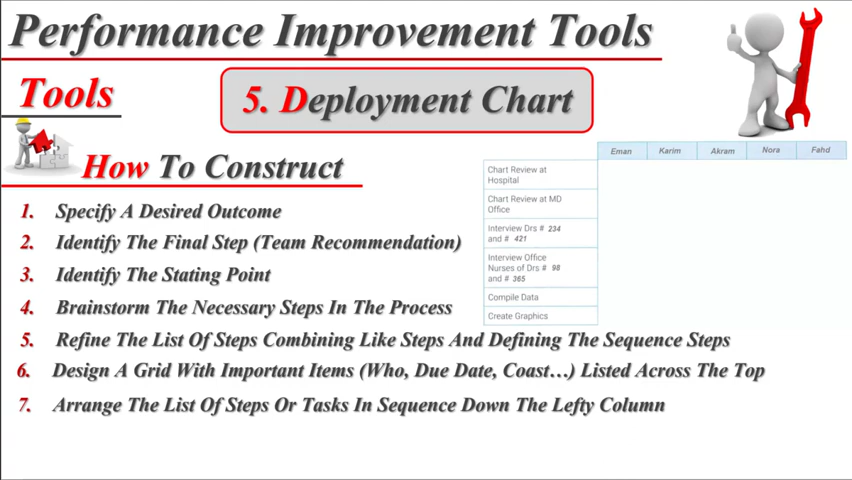 Performance Improvement Tools
Tools
5. Deployment Chart
How To Construct
1. Specify A Desired Outcome
2. Identify The Final Step (Team Recommendation)
3. Identify The Stating Point
4. Brainstorm The Necessary Steps In The Process
5. Refine The List Of Steps Combining Like Steps And Defining The Sequence Steps
6. Design A Grid With Important Items (Who, Due Date, Coast...) Listed Across The Top
7. Arrange The List Of Steps Or Tasks In Sequence Down The Lefty Column
Eman Karim Akram Nora Fahd
Chart Review at
Hospital
Chart Review at MD
Office
Interview Drs # 234
and # 421
Interview Office
Nurses of Drs # 98
and # 365
Compile Data
Create Graphics